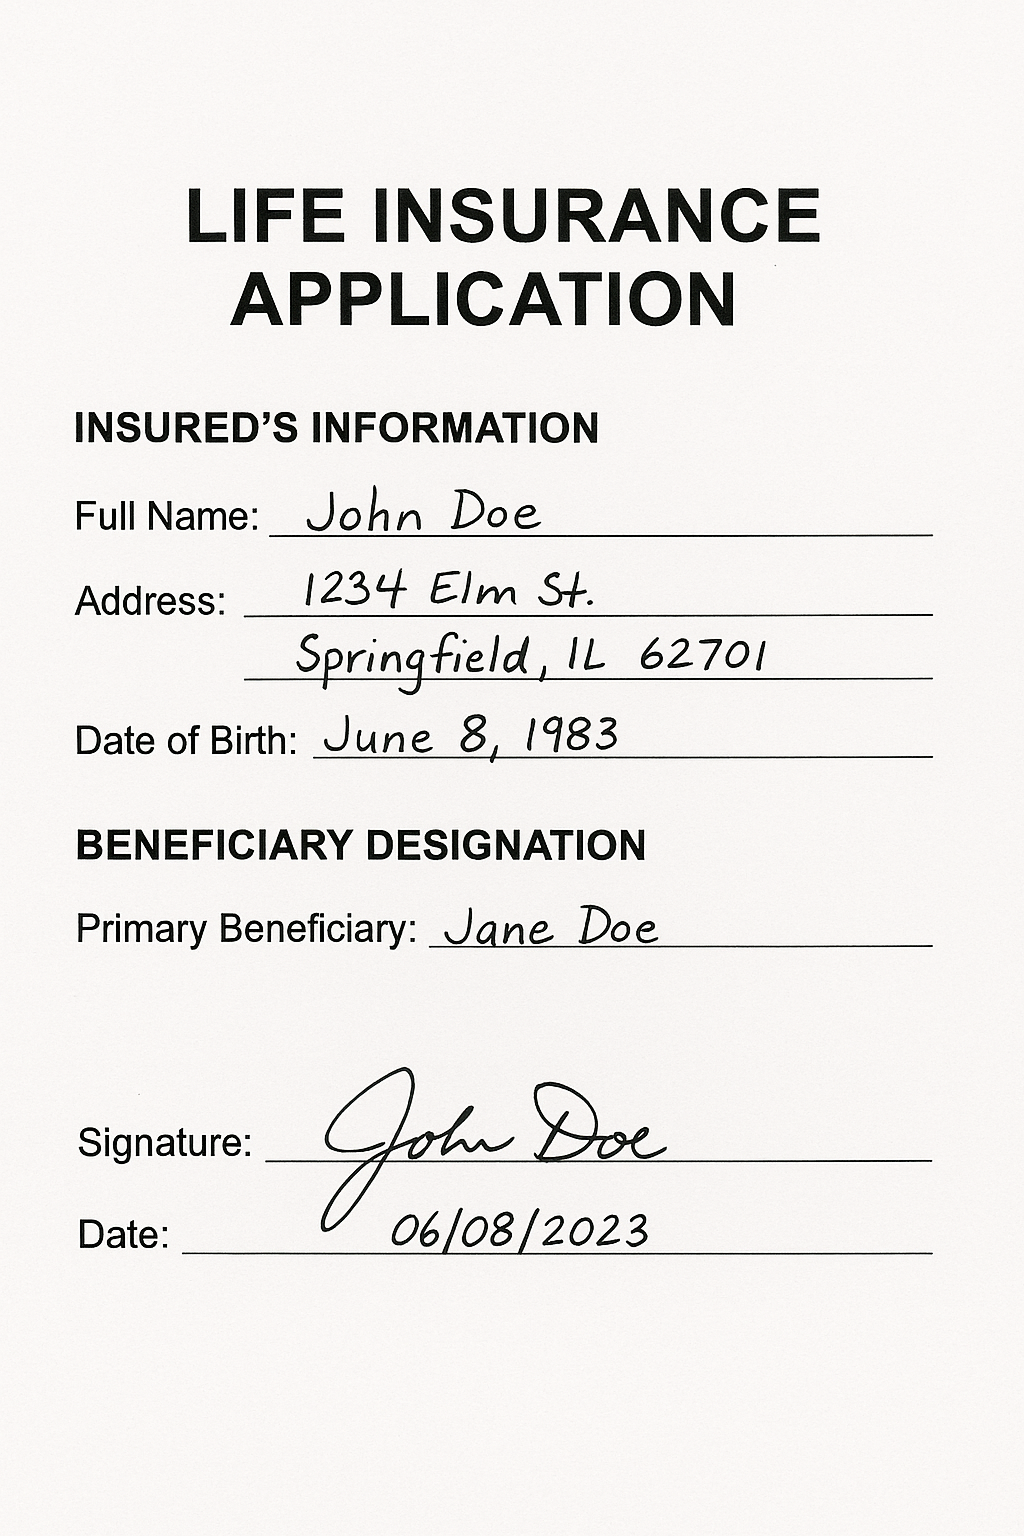 LIFE INSURANCE
APPLICATION
INSURED’S INFORMATION
Full Name: John Doe
Address: 1234 Elm St.
Springfield, IL 62701
Date of Birth: June 8, 1983
BENEFICIARY DESIGNATION
Primary Beneficiary: Jane Doe
Signature: John Doe
Date: 06/08/2023